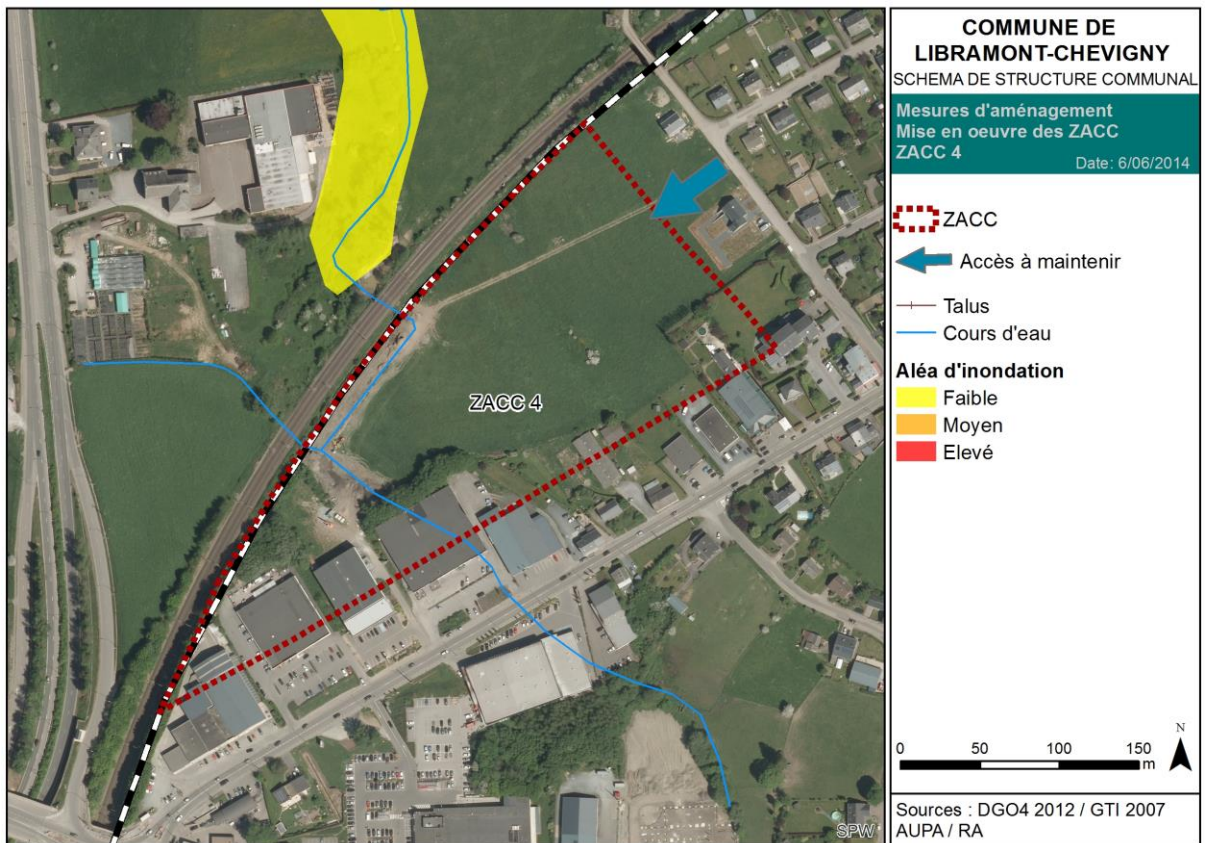 COMMUNE DE
LIBRAMONT-CHEVIGNY
SCHEMA DE STRUCTURE COMMUNAL
Mesures d'aménagement
Mise en oeuvre des ZACC
ZACC 4
Date: 6/06/2014
ZACC
Accès à maintenir
Talus
Cours d'eau
Aléa d'inondation
Faible
Moyen
Elevé
ZACC 4
N
0 50 100 150
m
SPW
Sources : DGO4 2012 / GTI 2007
AUPA / RA